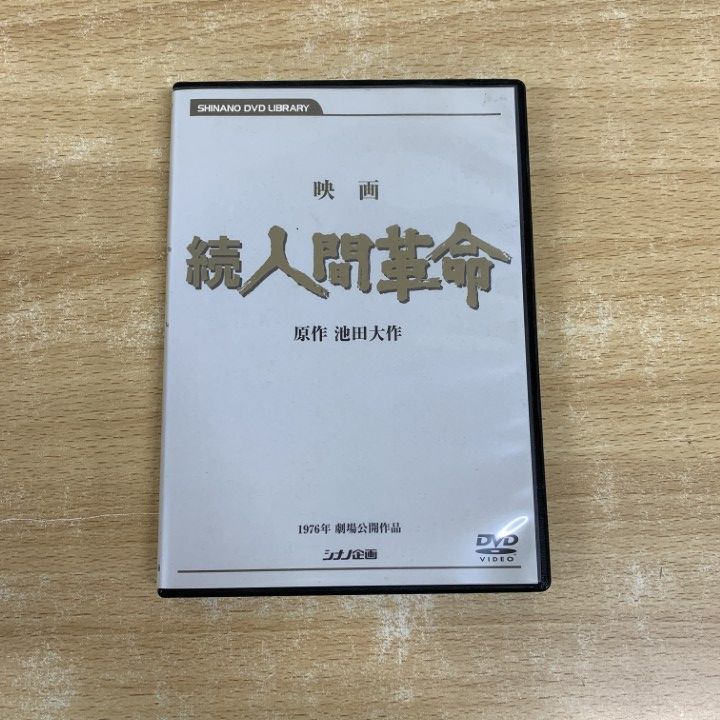 SHINANO DVD LIBRARY
映画
続人間革命
原作 池田大作
1976年 劇場公開作品
シナノ企画
DVD
VIDEO